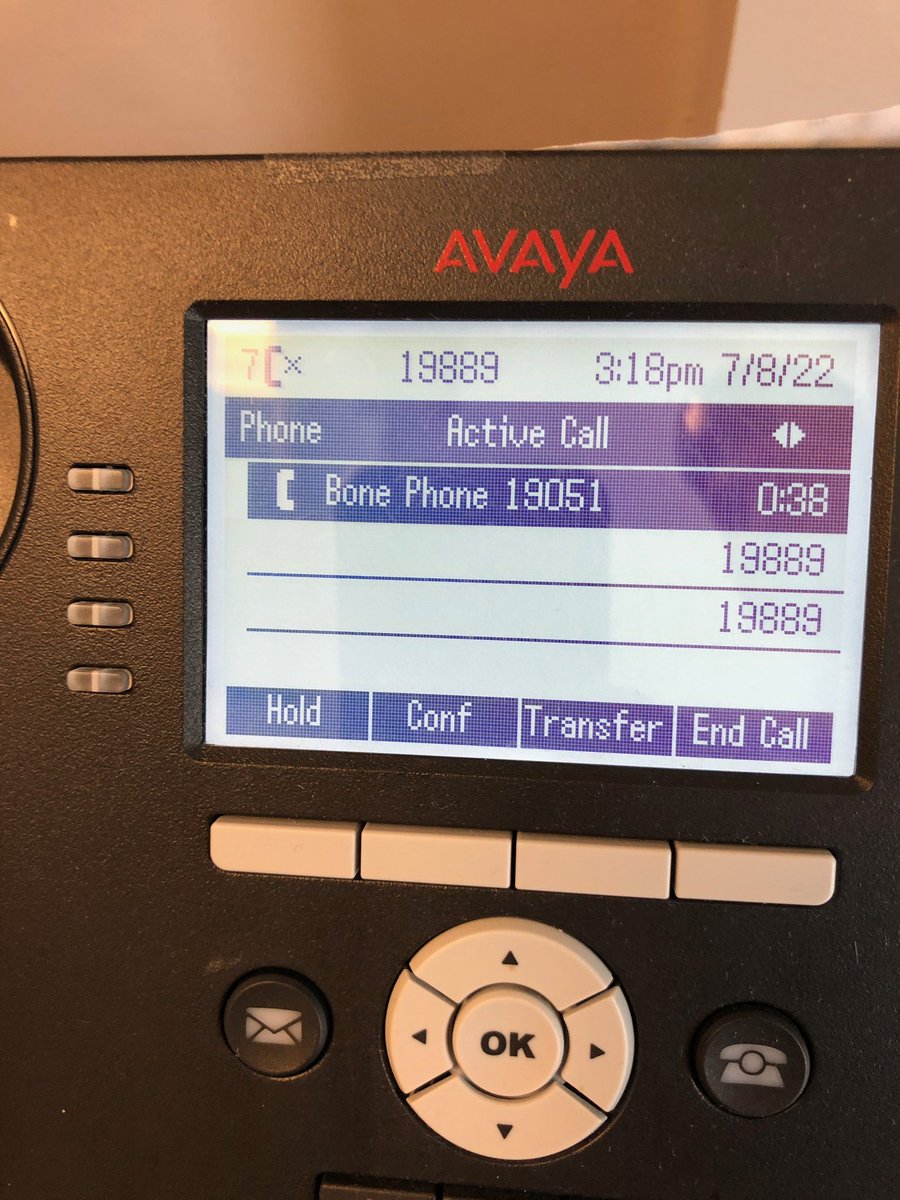 AVAYA
7 19889 3:18pm 7/8/22
Phone Active Call
Bone Phone 19051 0:38
19889
19889
Hold Conf Transfer End Call
OK